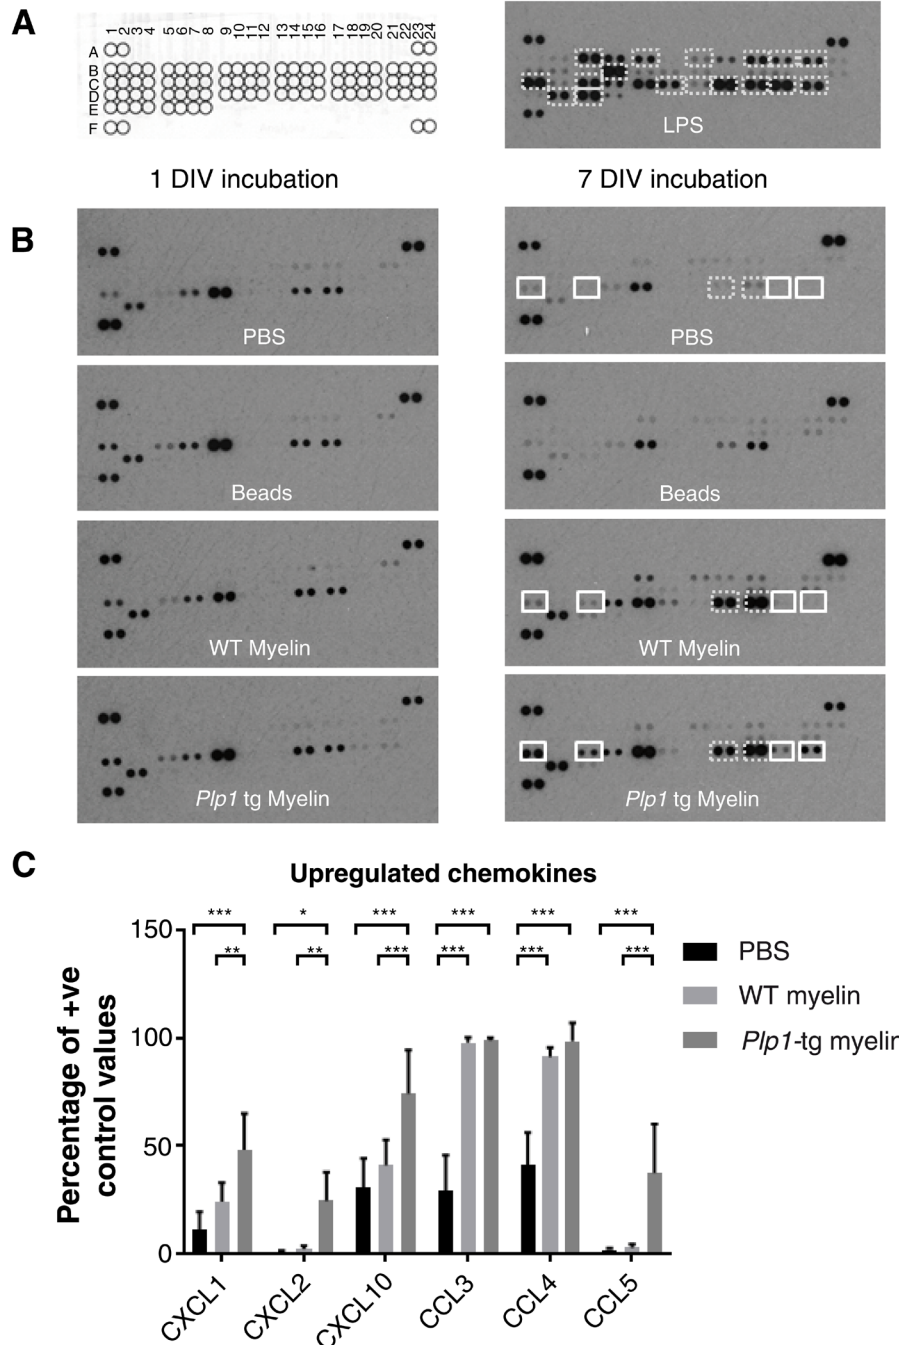 A
1 2 3 4 5 6 7 8 9 10 11 12 13 14 15 16 17 18 19 20 21 22 23 24
A
B
C
D
E
F
LPS
1 DIV incubation
7 DIV incubation
B
PBS
PBS
Beads
Beads
WT Myelin
WT Myelin
Plp1 tg Myelin
Plp1 tg Myelin
C
Upregulated chemokines
*** * *** *** *** ***
** ** *** *** *** ***
150
100
50
0
Percentage of +ve
control values
PBS
WT myelin
Plp1-tg myelin
CXCL1
CXCL2
CXCL10
CCL3
CCL4
CCL5